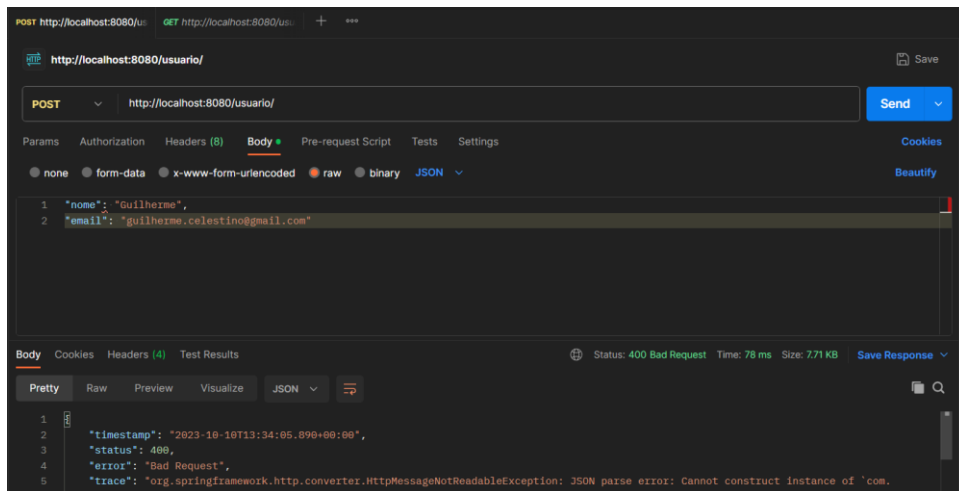 POST http://localhost:8080/us GET http://localhost:8080/usu
HTTP http://localhost:8080/usuario/ Save
POST http://localhost:8080/usuario/ Send
Params Authorization Headers (8) Body Pre-request Script Tests Settings Cookies
none form-data x-www-form-urlencoded raw binary JSON Beautify
1 "nome": "Guilherme",
2 "email": "guilherme.celestino@gmail.com"
Body Cookies Headers (4) Test Results Status: 400 Bad Request Time: 78 ms Size: 7.71 KB Save Response
Pretty Raw Preview Visualize JSON
1 {
2 "timestamp": "2023-10-10T13:34:05.890+00:00",
3 "status": 400,
4 "error": "Bad Request",
5 "trace": "org.springframework.http.converter.HttpMessageNotReadableException: JSON parse error: Cannot construct instance of `com.